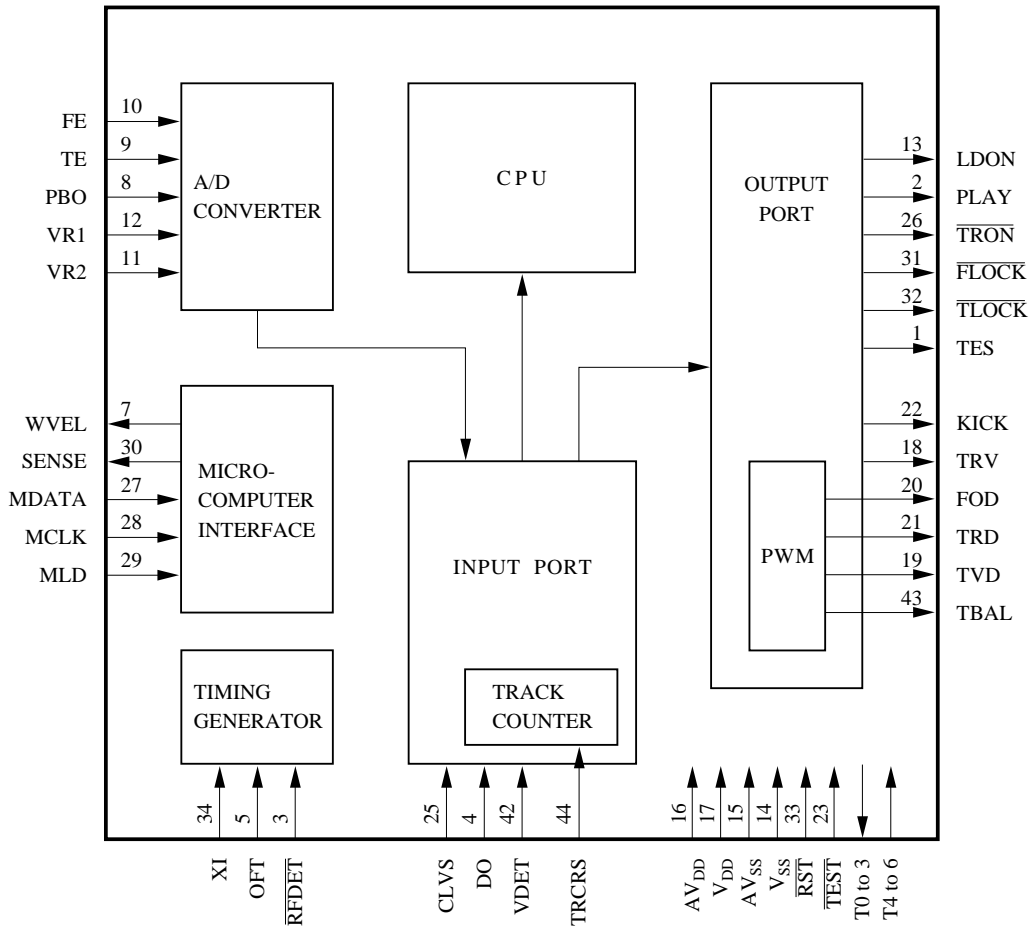 10
FE
9
TE
8
PBO
12
VR1
11
VR2
A/D
CONVERTER
CPU
OUTPUT
PORT
13
LDON
2
PLAY
26
TRON
31
FLOCK
32
TLOCK
1
TES
22
KICK
18
TRV
20
FOD
21
TRD
19
TVD
43
TBAL
PWM
7
WVEL
30
SENSE
27
MDATA
28
MCLK
29
MLD
MICRO-
COMPUTER
INTERFACE
INPUT PORT
TRACK
COUNTER
TIMING
GENERATOR
34
XI
5
OFT
3
RFDET
25
CLVS
4
DO
42
VDET
44
TRCRS
16
AVDD
17
VDD
15
AVSS
14
VSS
33
RST
23
TEST
T0 to 3
T4 to 6